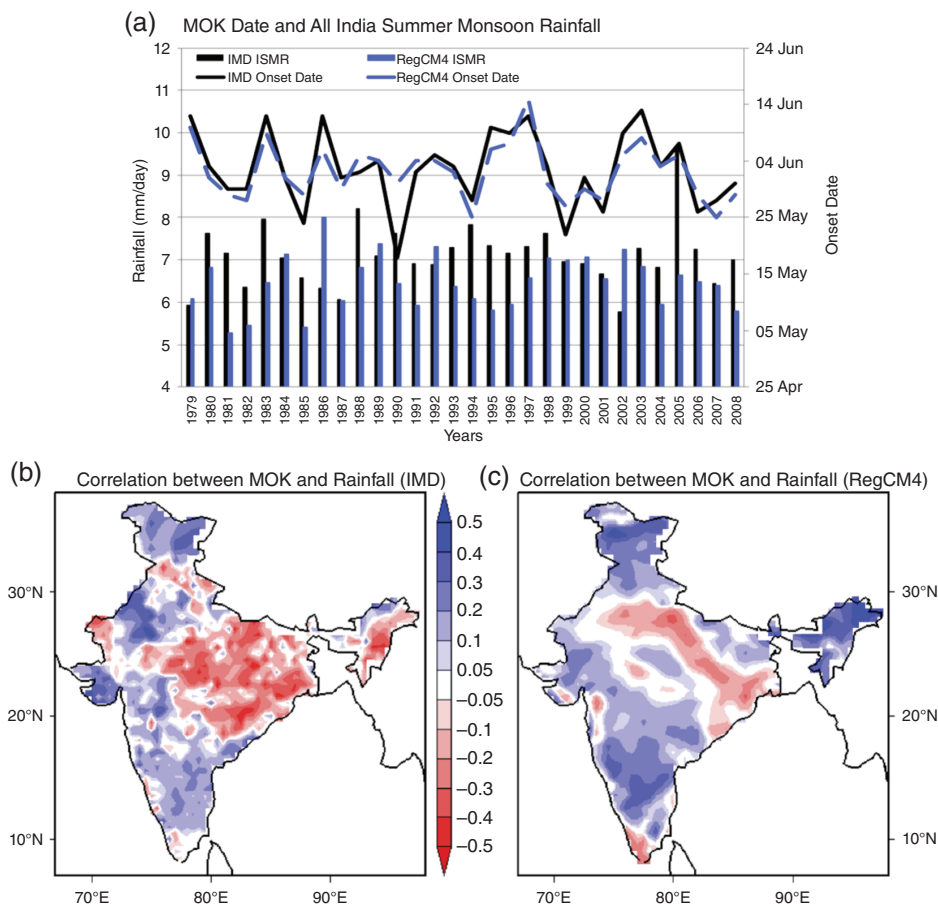 (a) MOK Date and All India Summer Monsoon Rainfall
IMD ISMR RegCM4 ISMR
IMD Onset Date RegCM4 Onset Date
Rainfall (mm/day)
12
11
10
9
8
7
6
5
4
24 Jun
14 Jun
04 Jun
25 May
15 May
05 May
25 Apr
Onset Date
1979 1980 1981 1982 1983 1984 1985 1986 1987 1988 1989 1990 1991 1992 1993 1994 1995 1996 1997 1998 1999 2000 2001 2002 2003 2004 2005 2006 2007 2008
Years
(b) Correlation between MOK and Rainfall (IMD)
30°N
20°N
10°N
70°E 80°E 90°E
0.5
0.4
0.3
0.2
0.1
0.05
−0.05
−0.1
−0.2
−0.3
−0.4
−0.5
(c) Correlation between MOK and Rainfall (RegCM4)
30°N
20°N
10°N
70°E 80°E 90°E